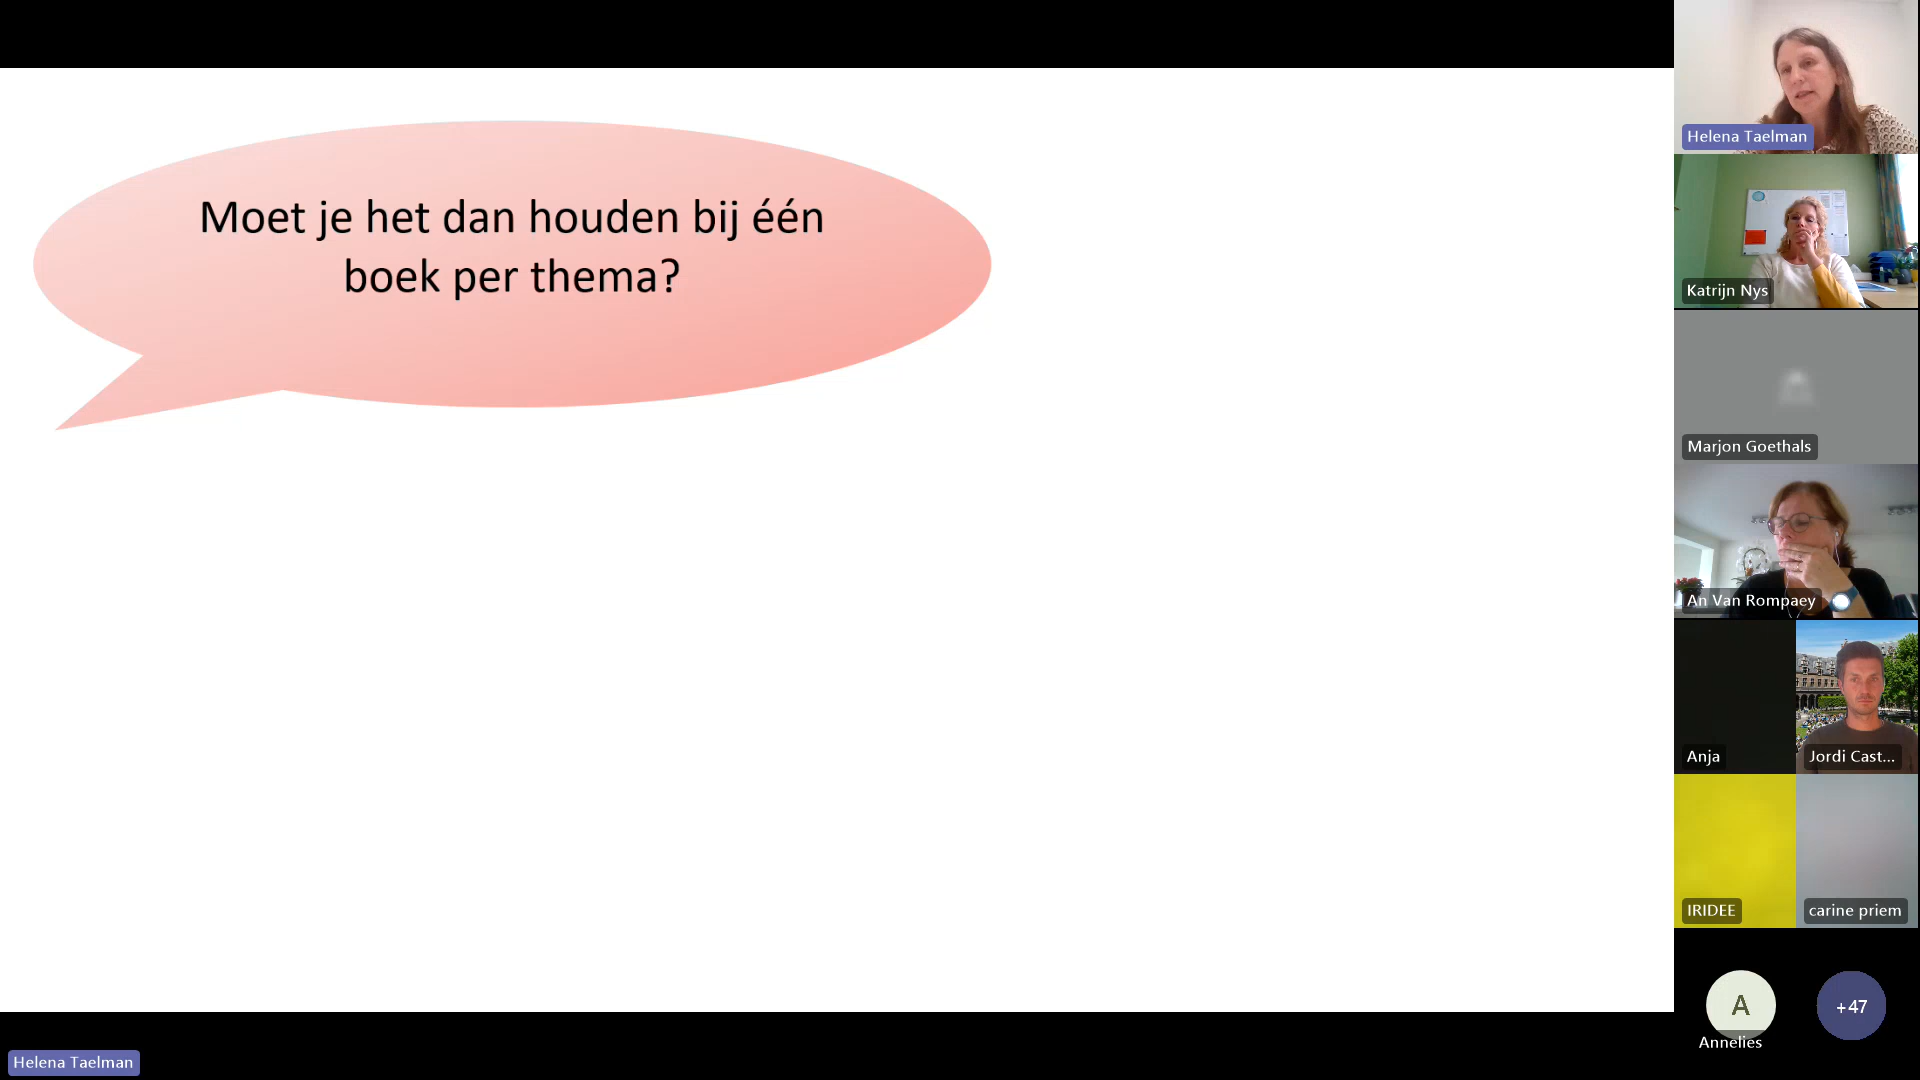 Moet je het dan houden bij één
boek per thema?
Helena Taelman
Katrijn Nys
Marjon Goethals
An Van Rompaey
Anja
Jordi Cast...
IRIDEE
carine priem
A
Annelies
+47
Helena Taelman